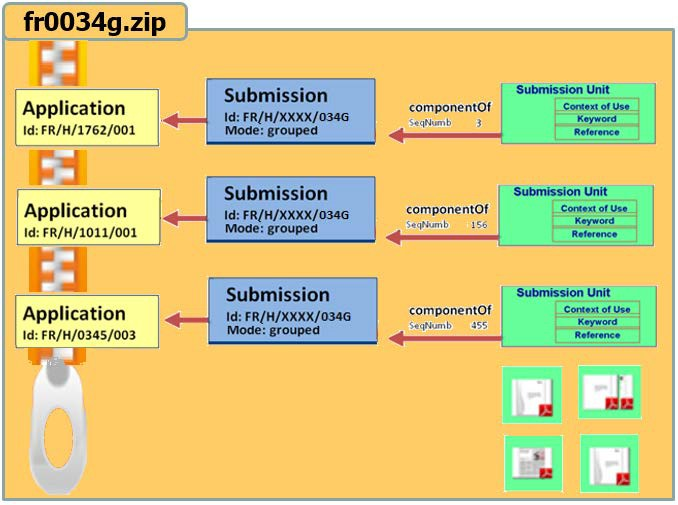 fr0034g.zip
Application
Id: FR/H/1762/001
Submission
Id: FR/H/XXXX/034G
Mode: grouped
componentOf
SeqNumb 3
Submission Unit
Context of Use
Keyword
Reference
Application
Id: FR/H/1011/001
Submission
Id: FR/H/XXXX/034G
Mode: grouped
componentOf
SeqNumb 156
Submission Unit
Context of Use
Keyword
Reference
Application
Id: FR/H/0345/003
Submission
Id: FR/H/XXXX/034G
Mode: grouped
componentOf
SeqNumb 455
Submission Unit
Context of Use
Keyword
Reference